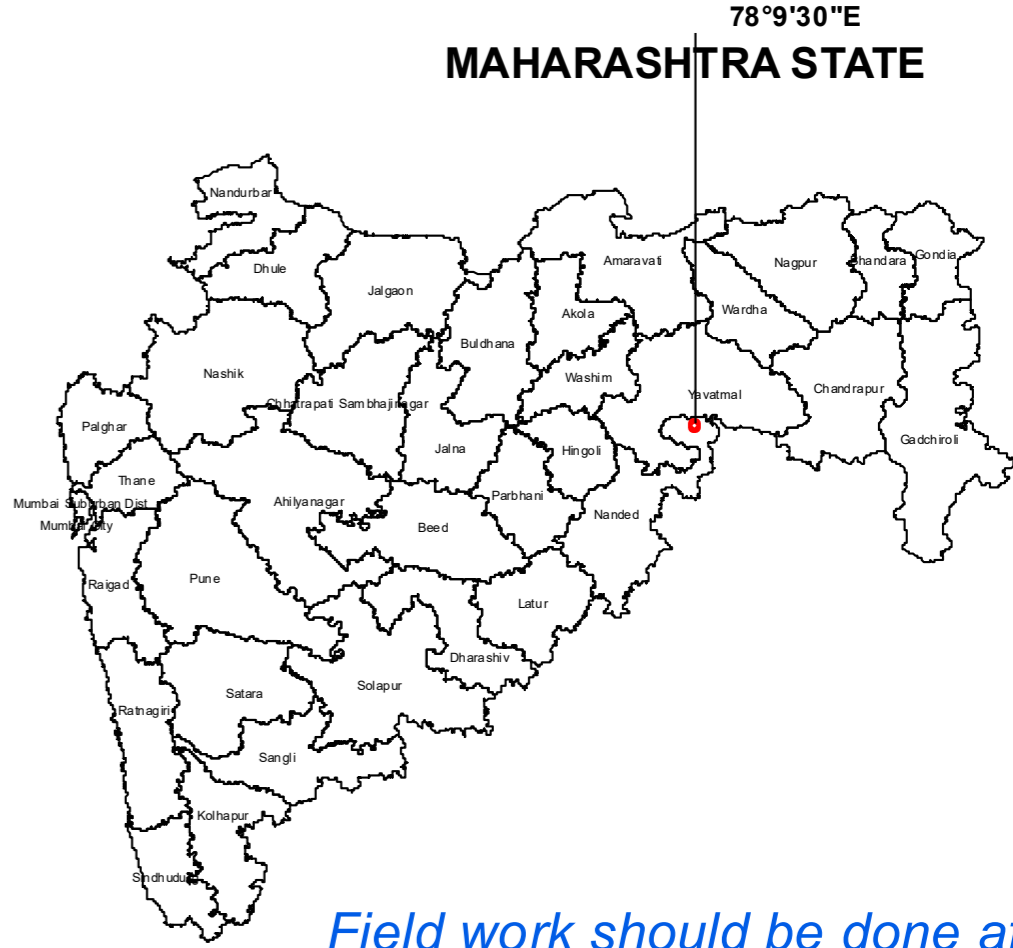 78°9'30"E
MAHARASHTRA STATE
Nandurbar
Dhule
Jalgaon
Amaravati
Nagpur
Bhandara
Gondia
Akola
Buldhana
Wardha
Nashik
Washim
Yavatmal
Chandrapur
Chhatrapati Sambhajinagar
Palghar
Jalna
Hingoli
Gadchiroli
Thane
Ahilyanagar
Parbhani
Mumbai Suburban Dist
Mumbai City
Beed
Nanded
Raigad
Pune
Latur
Dharashiv
Satara
Solapur
Ratnagiri
Sangli
Kolhapur
Sindhudurg
Field work should be done at